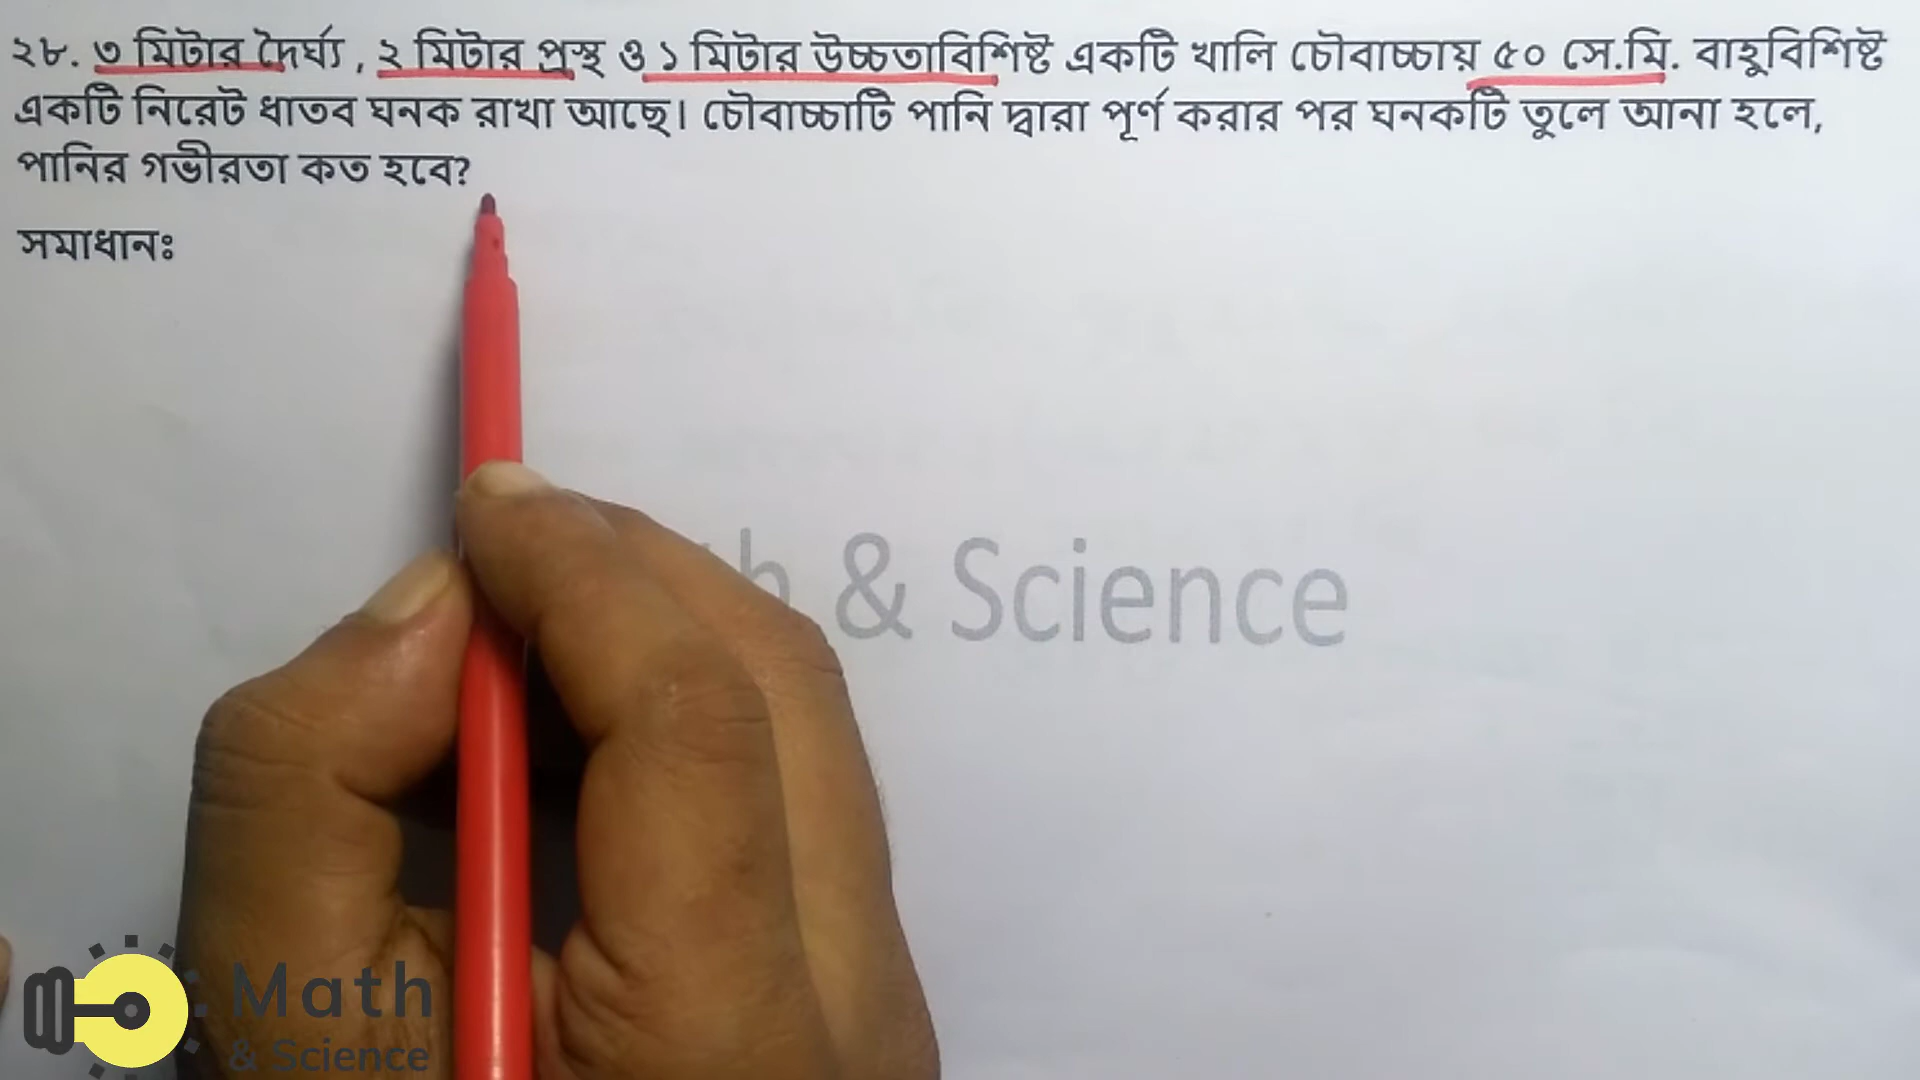 ২৮. ৩ মিটার দৈর্ঘ্য , ২ মিটার প্রস্থ ও ১ মিটার উচ্চতাবিশিষ্ট একটি খালি চৌবাচ্চায় ৫০ সে.মি. বাহুবিশিষ্ট
একটি নিরেট ধাতব ঘনক রাখা আছে। চৌবাচ্চাটি পানি দ্বারা পূর্ণ করার পর ঘনকটি তুলে আনা হলে,
পানির গভীরতা কত হবে?
সমাধানঃ
& Science
Math
& Science